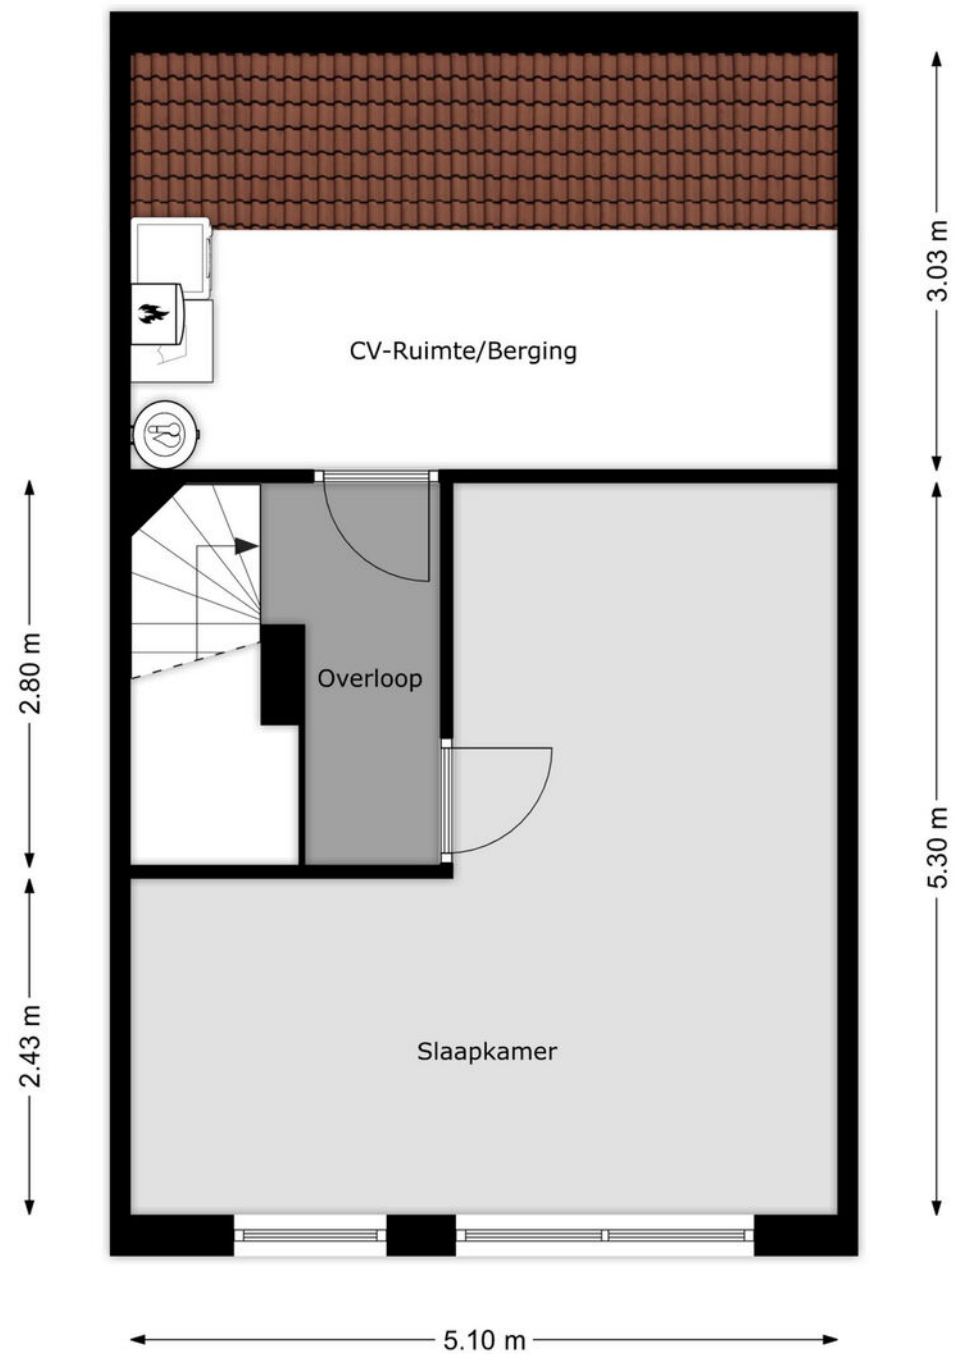 3.03 m
CV-Ruimte/Berging
2.80 m
Overloop
5.30 m
2.43 m
Slaapkamer
5.10 m